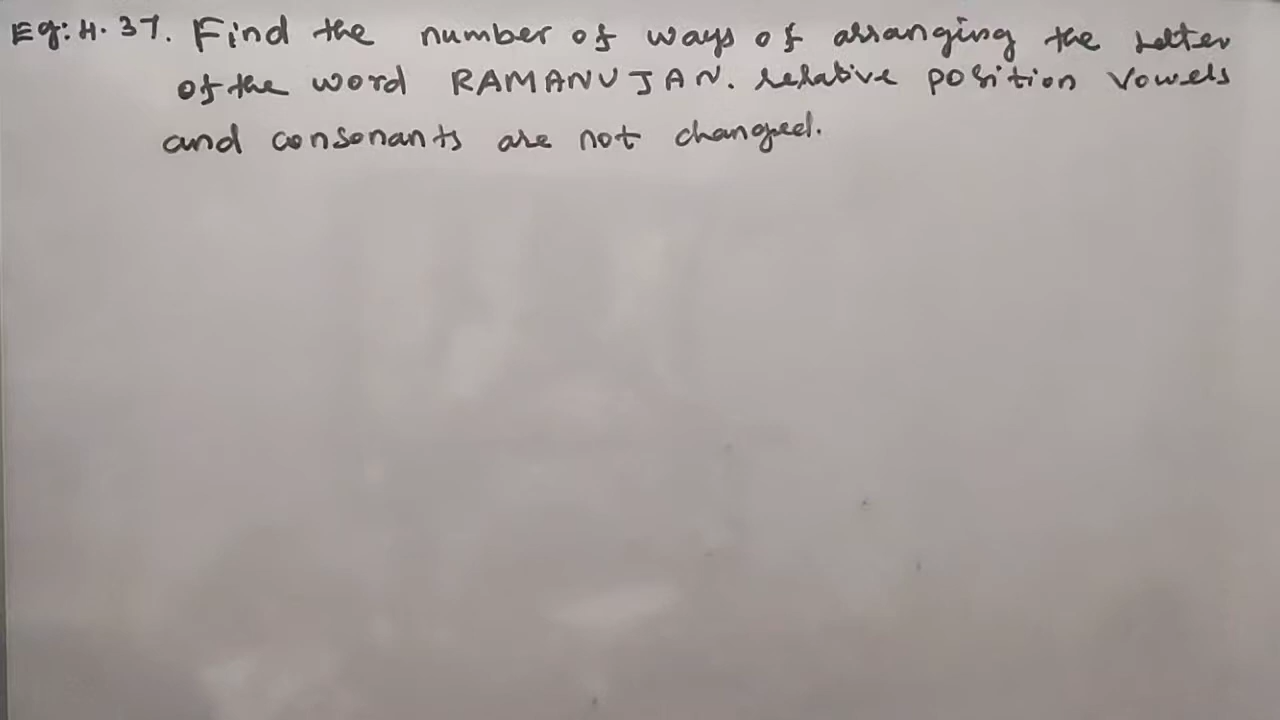 Eg: 4.37. Find the number of ways of arranging the letter
of the word RAMANUJAN. relative position vowels
and consonants are not changed.